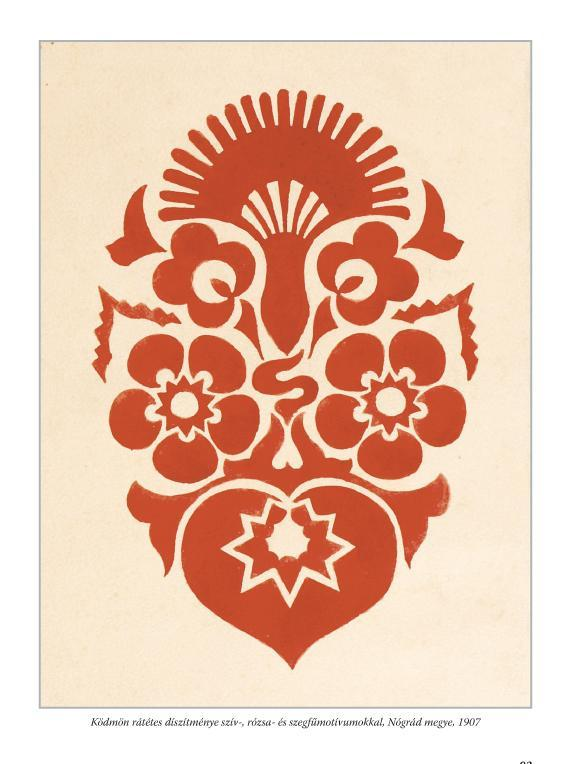 Ködmön rátétes díszítménye szív-, rózsa- és szegfűmotívumokkal, Nógrád megye, 1907